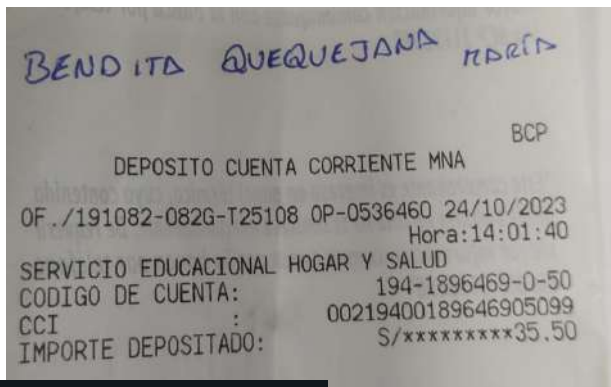 BENDITA QUEQUEJANA MARÍA
BCP
DEPOSITO CUENTA CORRIENTE MNA
OF./191082-082G-T25108 OP-0536460 24/10/2023
Hora:14:01:40
SERVICIO EDUCACIONAL HOGAR Y SALUD
CODIGO DE CUENTA: 194-1896469-0-50
CCI : 00219400189646905099
IMPORTE DEPOSITADO: S/*********35.50